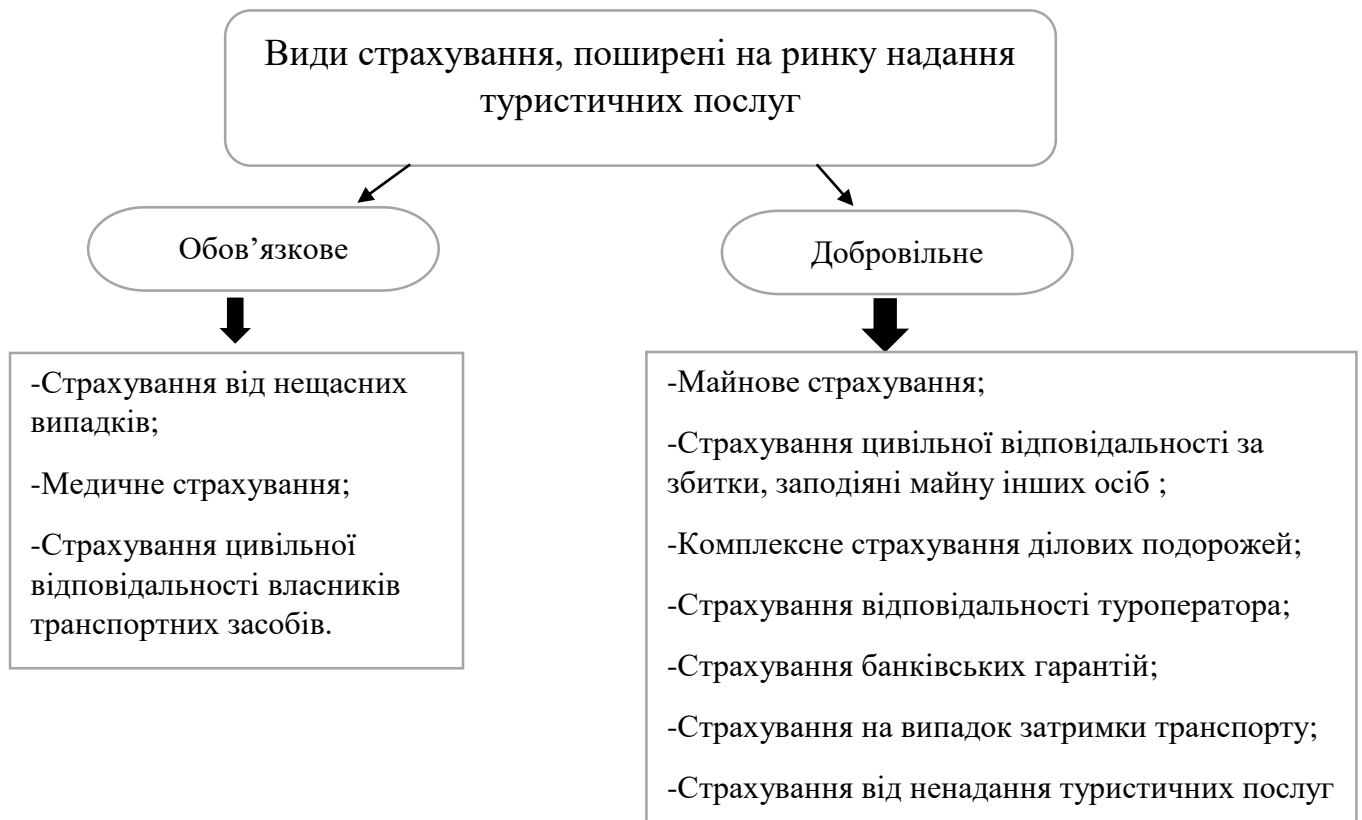 Види страхування, поширені на ринку надання
туристичних послуг
Обов’язкове
Добровільне
-Страхування від нещасних
випадків;
-Медичне страхування;
-Страхування цивільної
відповідальності власників
транспортних засобів.
-Майнове страхування;
-Страхування цивільної відповідальності за
збитки, заподіяні майну інших осіб ;
-Комплексне страхування ділових подорожей;
-Страхування відповідальності туроператора;
-Страхування банківських гарантій;
-Страхування на випадок затримки транспорту;
-Страхування від ненадання туристичних послуг